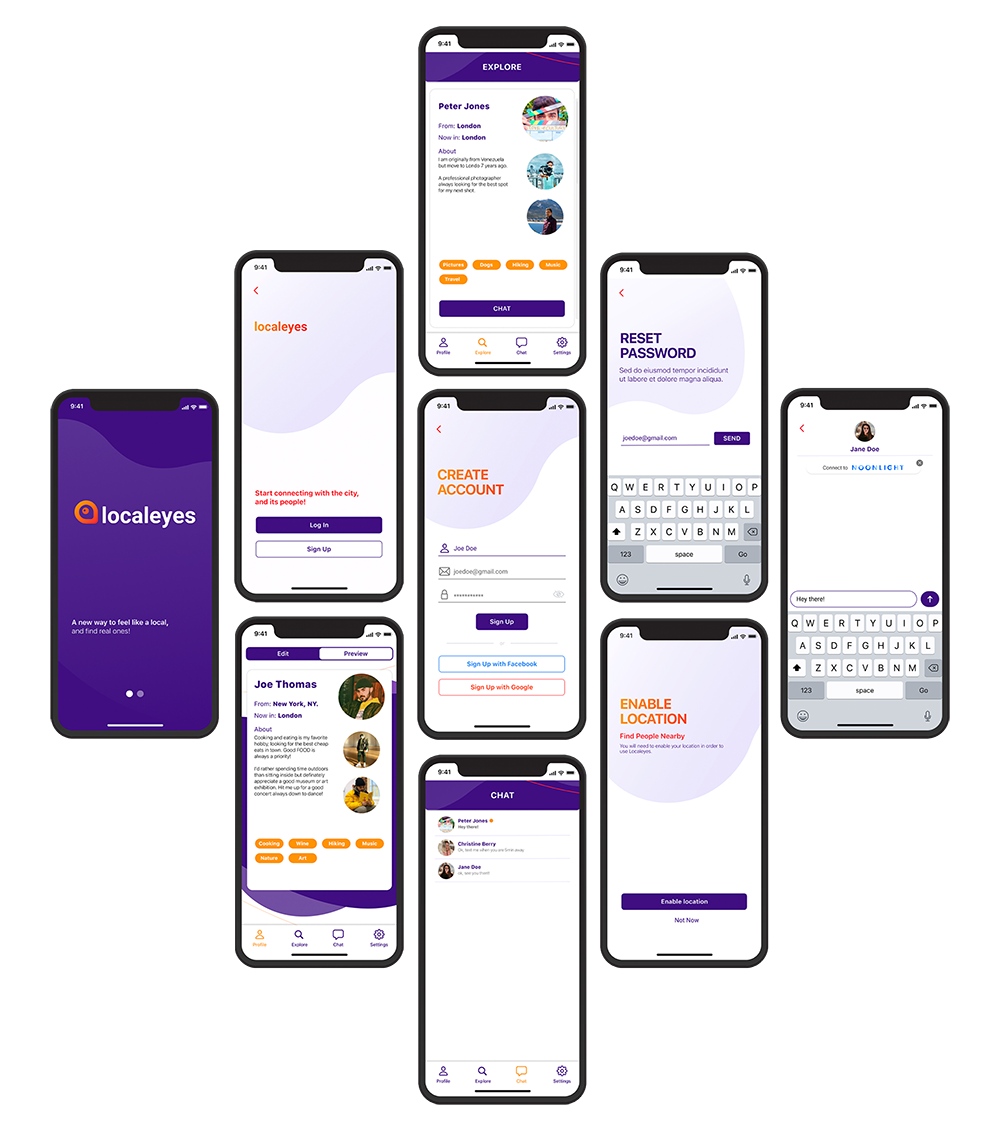 9:41
EXPLORE
Peter Jones
From: London
Now in: London
About
I am originally from Venezuela
but move to Londo 7 years ago.
A professional photographer
always looking for the best spot
for my next shot.
Pictures
Dogs
Hiking
Music
Travel
CHAT
Profile
Explore
Chat
Settings
9:41
localeyes
Start connecting with the city,
and its people!
Log In
Sign Up
9:41
RESET
PASSWORD
Sed do eiusmod tempor incididunt
ut labore et dolore magna aliqua.
joedoe@gmail.com
SEND
Q W E R T Y U I O P
A S D F G H J K L
Z X C V B N M
123
space
Go
9:41
localeyes
A new way to feel like a local,
and find real ones!
9:41
CREATE
ACCOUNT
Joe Doe
joedoe@gmail.com
Sign Up
Sign Up with Facebook
Sign Up with Google
9:41
Jane Doe
Connect to NOONLIGHT
Hey there!
Q W E R T Y U I O P
A S D F G H J K L
Z X C V B N M
123
space
Go
9:41
Edit
Preview
Joe Thomas
From: New York, NY.
Now in: London
About
Cooking and eating is my favorite
hobby, looking for the best cheap
eats in town. Good FOOD is
always a priority!
I'd rather spending time outdoors
than sitting inside but definately
appreciate a good museum or art
exhibition. Hit me up for a good
concert always down to dance!
Cooking
Wine
Hiking
Music
Nature
Art
Profile
Explore
Chat
Settings
9:41
ENABLE
LOCATION
Find People Nearby
You will need to enable your location in order to
use Localeyes.
Enable location
Not Now
9:41
CHAT
Peter Jones
Hey there!
Christine Berry
Ok, text me when you are 5min away.
Jane Doe
ok, see you then!!
Profile
Explore
Chat
Settings